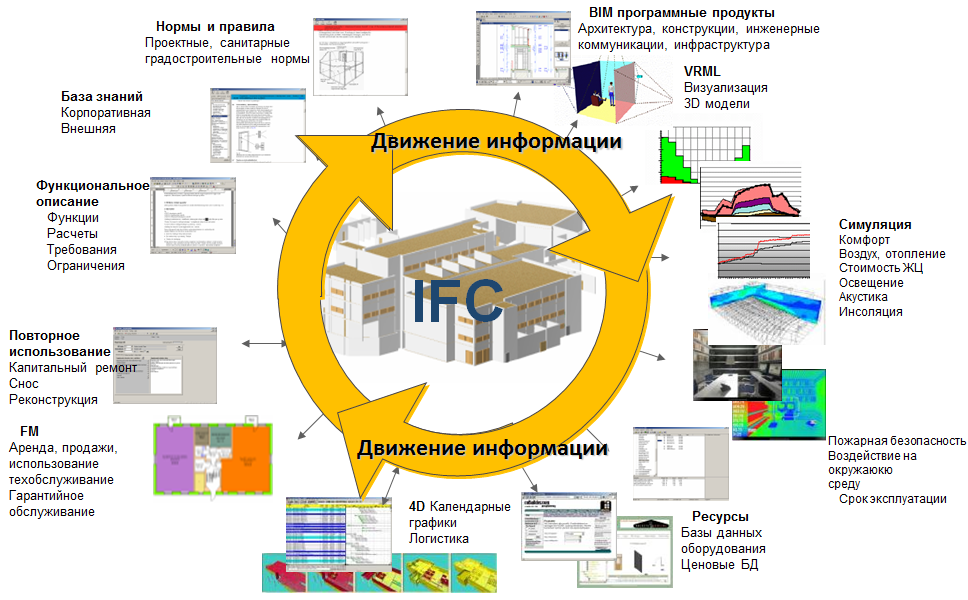 Нормы и правила
Проектные, санитарные
градостроительные нормы
BIM программные продукты
Архитектура, конструкции, инженерные
коммуникации, инфраструктура
VRML
Визуализация
3D модели
База знаний
Корпоративная
Внешняя
Движение информации
Функциональное
описание
Функции
Расчеты
Требования
Ограничения
Симуляция
Комфорт
Воздух, отопление
Стоимость ЖЦ
Освещение
Акустика
Инсоляция
IFC
Повторное
использование
Капитальный ремонт
Снос
Реконструкция
FM
Аренда, продажи,
использование
техобслуживание
Гарантийное
обслуживание
Движение информации
Пожарная безопасность
Воздействие на
окружаюкю
среду
Срок эксплуатации
4D Календарные
графики
Логистика
Ресурсы
Базы данных
оборудования
Ценовые БД